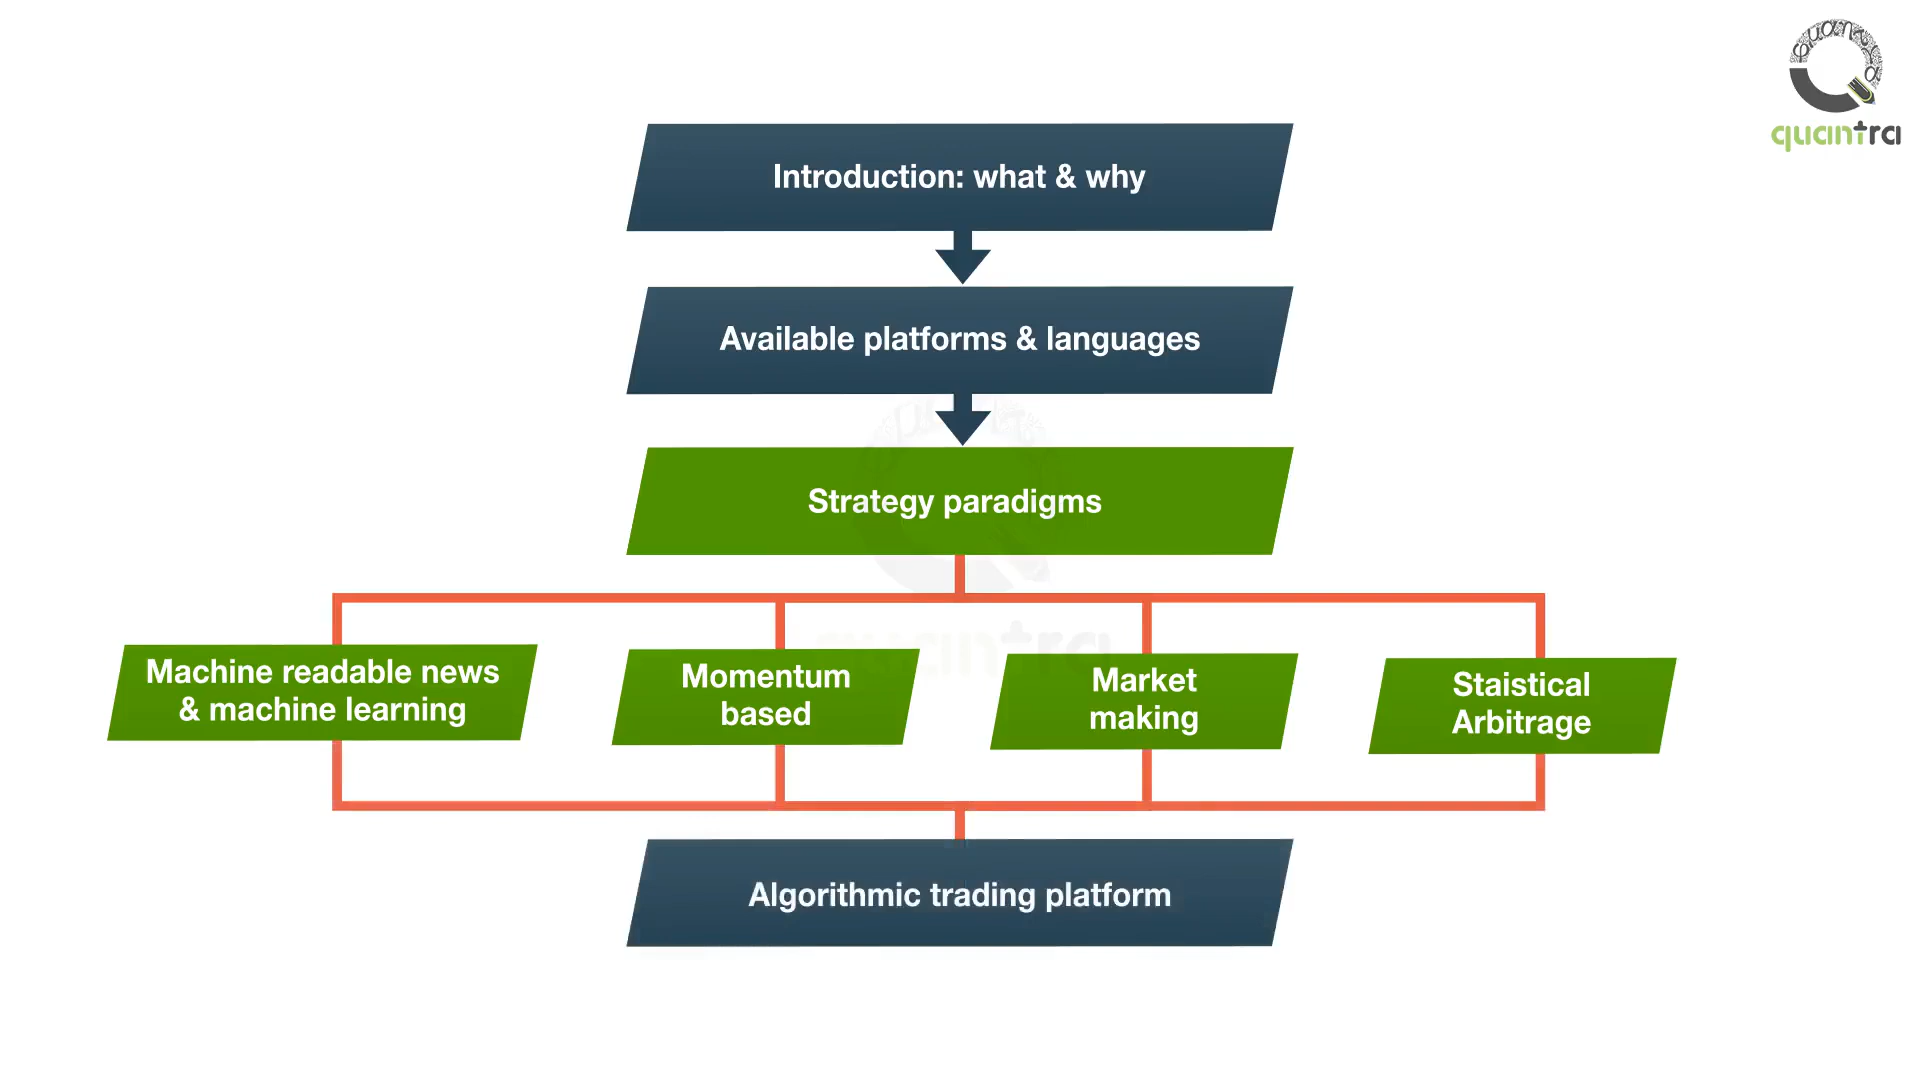 quantra
Introduction: what & why
Available platforms & languages
Strategy paradigms
Machine readable news
& machine learning
Momentum
based
Market
making
Staistical
Arbitrage
quantra
Algorithmic trading platform